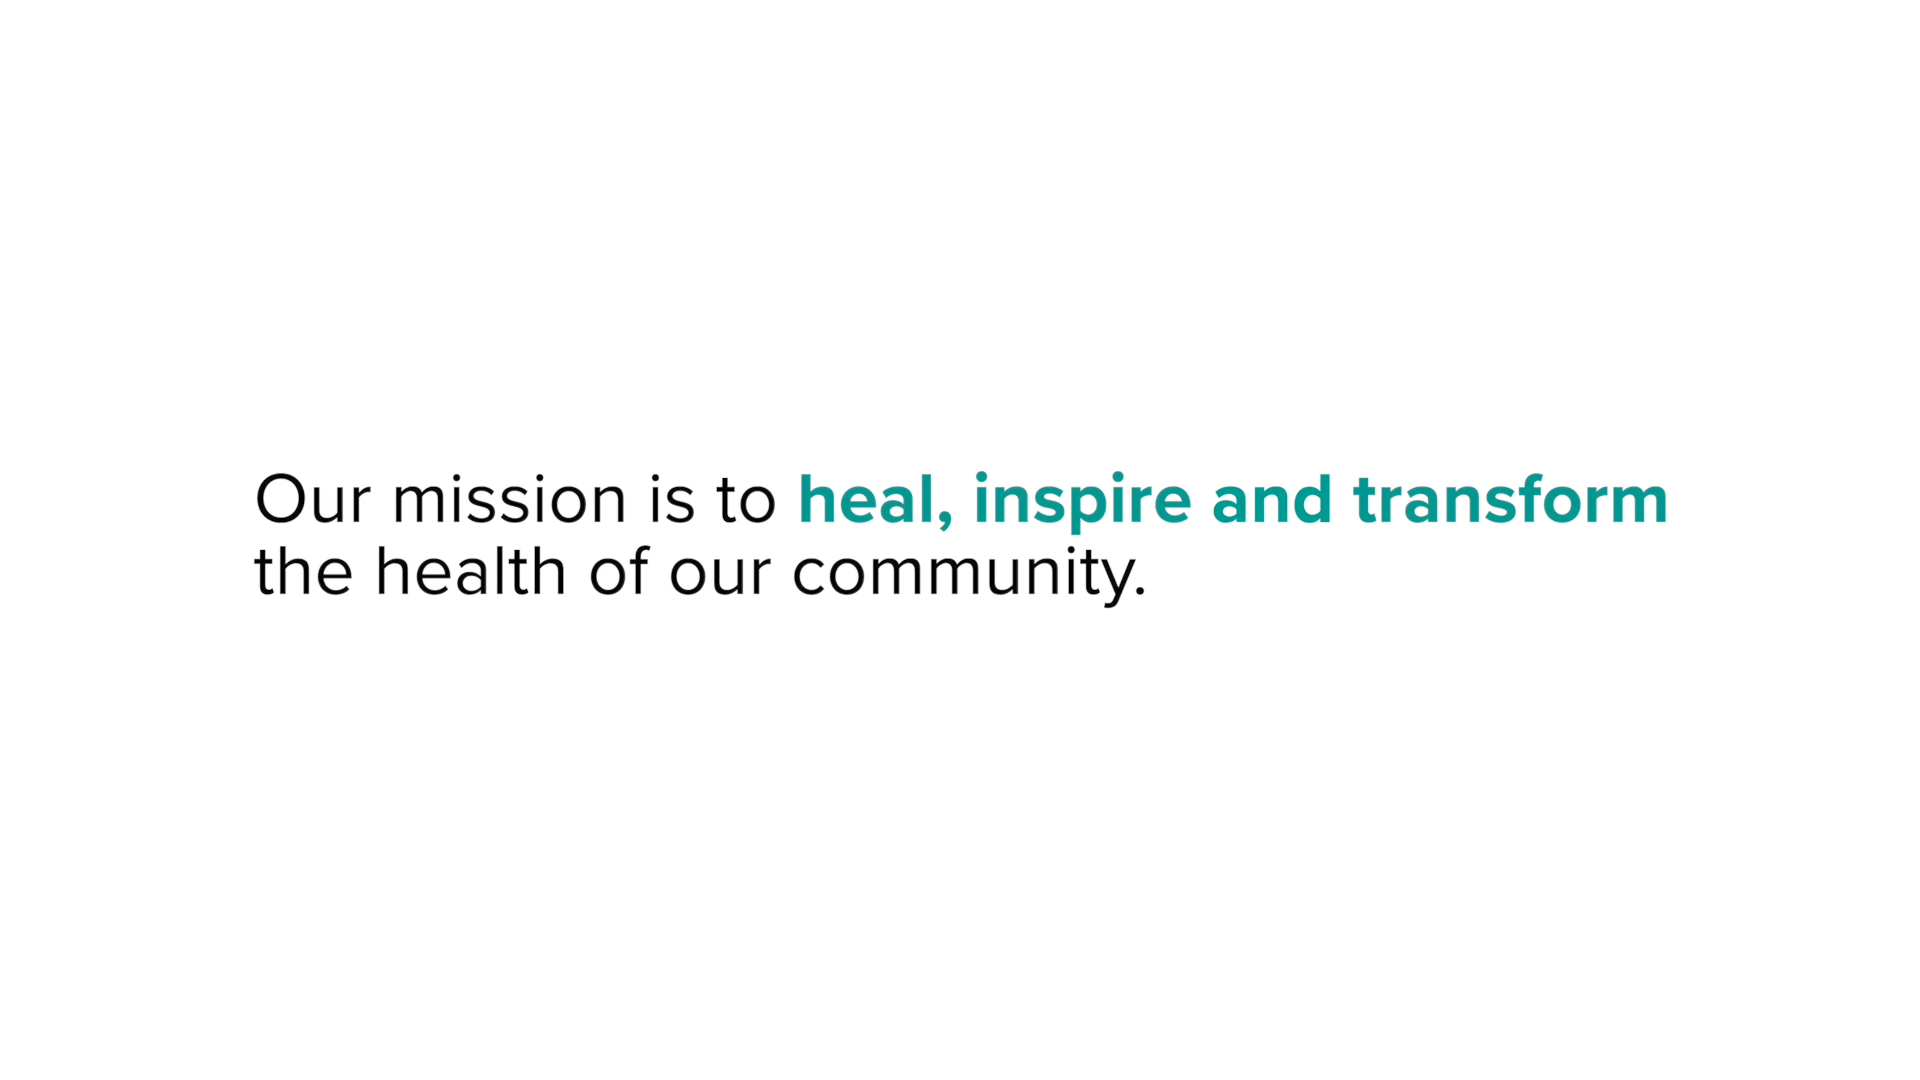 Our mission is to heal, inspire and transform
the health of our community.